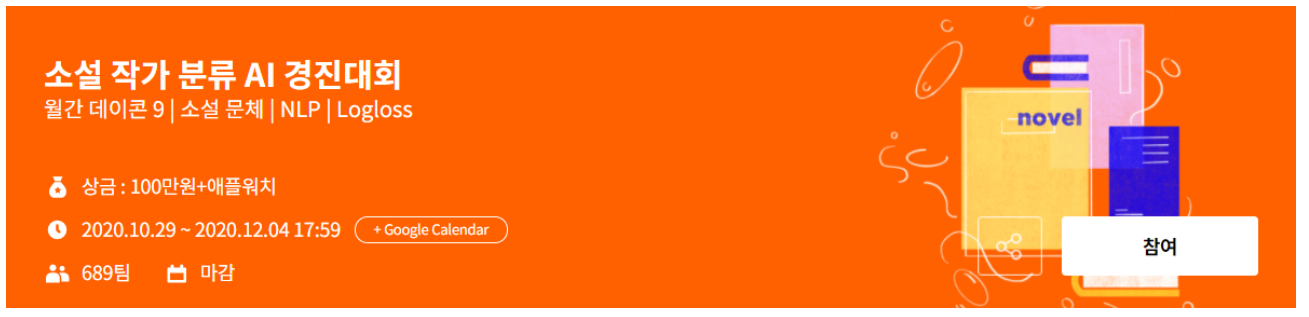 소설 작가 분류 AI 경진대회
월간 데이콘 9 | 소설 문체 | NLP | Logloss
상금 : 100만원+애플워치
2020.10.29 ~ 2020.12.04 17:59 + Google Calendar
689팀 마감
novel
참여